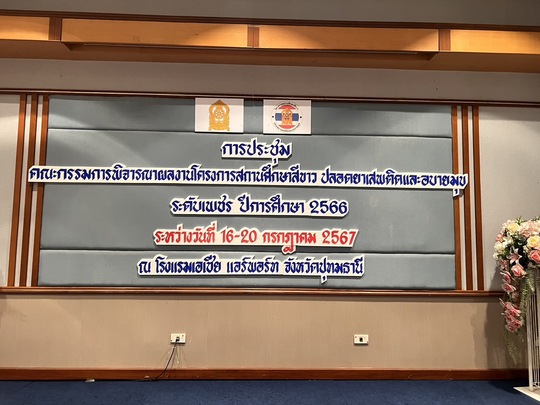 การประชุม
คณะกรรมการพิจารณาผลงานโครงการสถานศึกษาสีขาว ปลอดยาเสพติดและอบายมุข
ระดับเพชร ปีการศึกษา 2566
ระหว่างวันที่ 16-20 กรกฎาคม 2567
ณ โรงแรมเอเชีย แอร์พอร์ท จังหวัดปทุมธานี